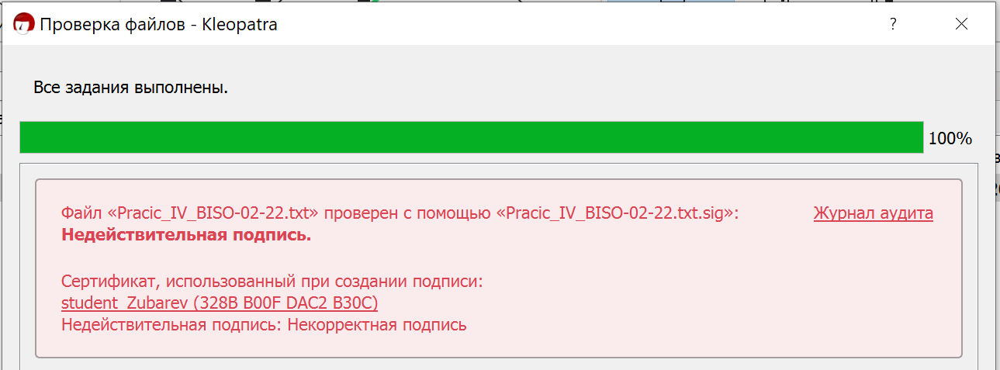 Проверка файлов - Kleopatra
?
Все задания выполнены.
100%
Файл «Pracic_IV_BISO-02-22.txt» проверен с помощью «Pracic_IV_BISO-02-22.txt.sig»: Журнал аудита
Недействительная подпись.
Сертификат, использованный при создании подписи:
student_Zubarev (328B B00F DAC2 B30C)
Недействительная подпись: Некорректная подпись